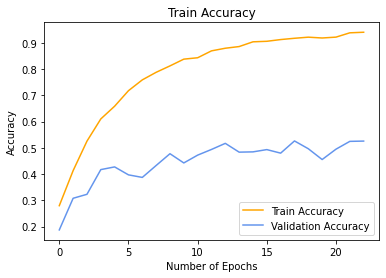 Train Accuracy
Accuracy
0.9
0.8
0.7
0.6
0.5
0.4
0.3
0.2
Train Accuracy
Validation Accuracy
0 5 10 15 20
Number of Epochs